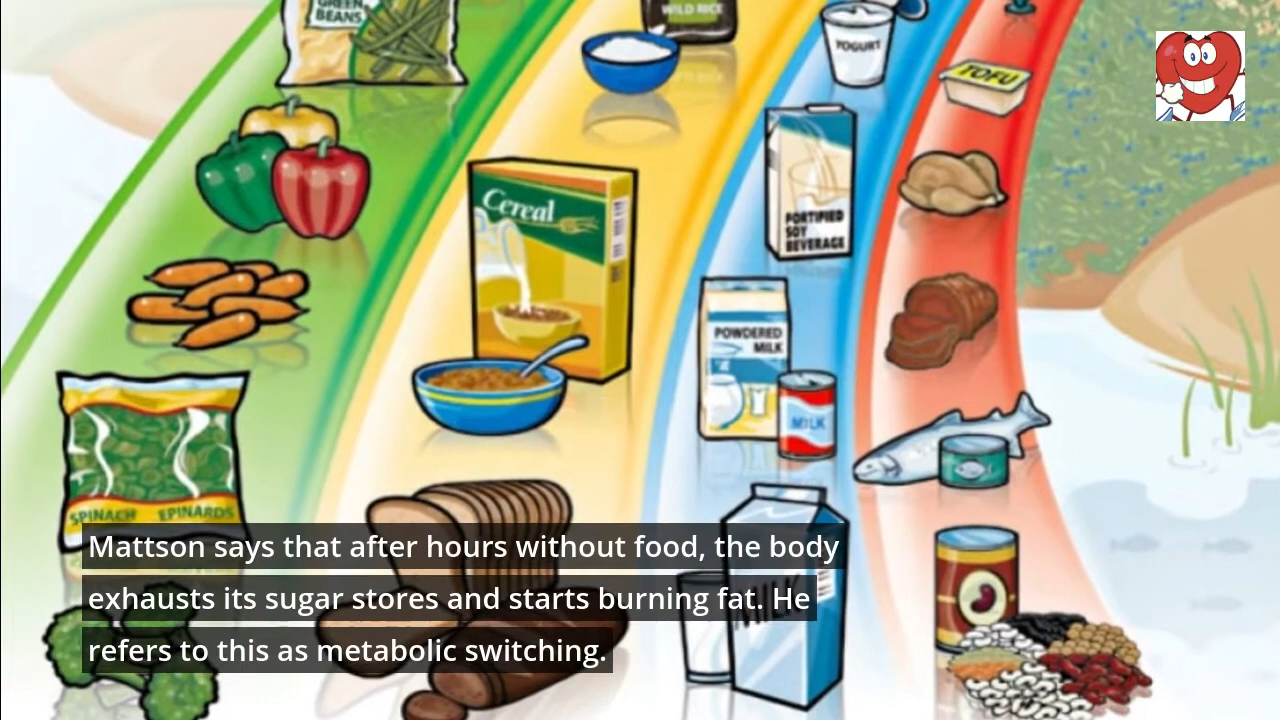 GREEN
BEANS
WILD RICE
YOGURT
TOFU
Cereal
FORTIFIED
SOY
BEVERAGE
POWDERED
MILK
MILK
SPINACH EPINARDS
MILK
Mattson says that after hours without food, the body
exhausts its sugar stores and starts burning fat. He
refers to this as metabolic switching.